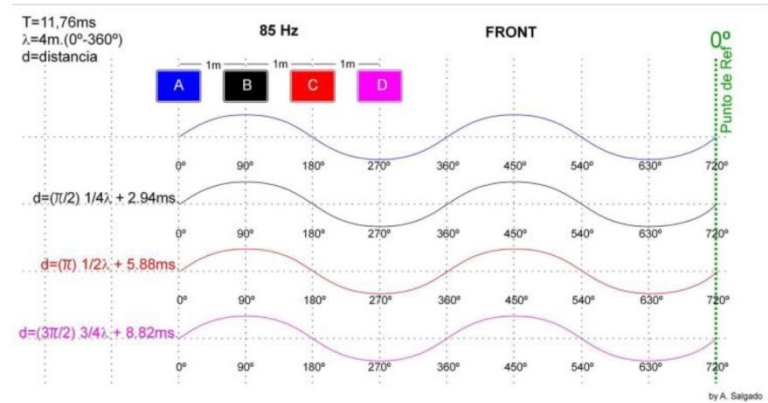 T=11,76ms
λ=4m.(0º-360º)
d=distancia
85 Hz
FRONT
0º
Punto de Ref
1m 1m 1m
A B C D
0º 90º 180º 270º 360º 450º 540º 630º 720º
d=(π/2) 1/4λ + 2.94ms
0º 90º 180º 270º 360º 450º 540º 630º 720º
d=(π) 1/2λ + 5.88ms
0º 90º 180º 270º 360º 450º 540º 630º 720º
d=(3π/2) 3/4λ + 8.82ms
0º 90º 180º 270º 360º 450º 540º 630º 720º
by A. Salgado